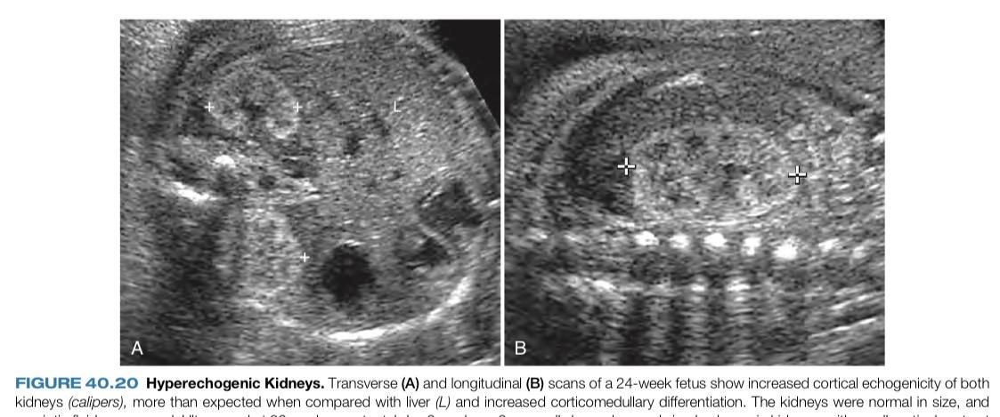 L
A
B
FIGURE 40.20 Hyperechogenic Kidneys. Transverse (A) and longitudinal (B) scans of a 24-week fetus show increased cortical echogenicity of both
kidneys (calipers), more than expected when compared with liver (L) and increased corticomedullary differentiation. The kidneys were normal in size, and